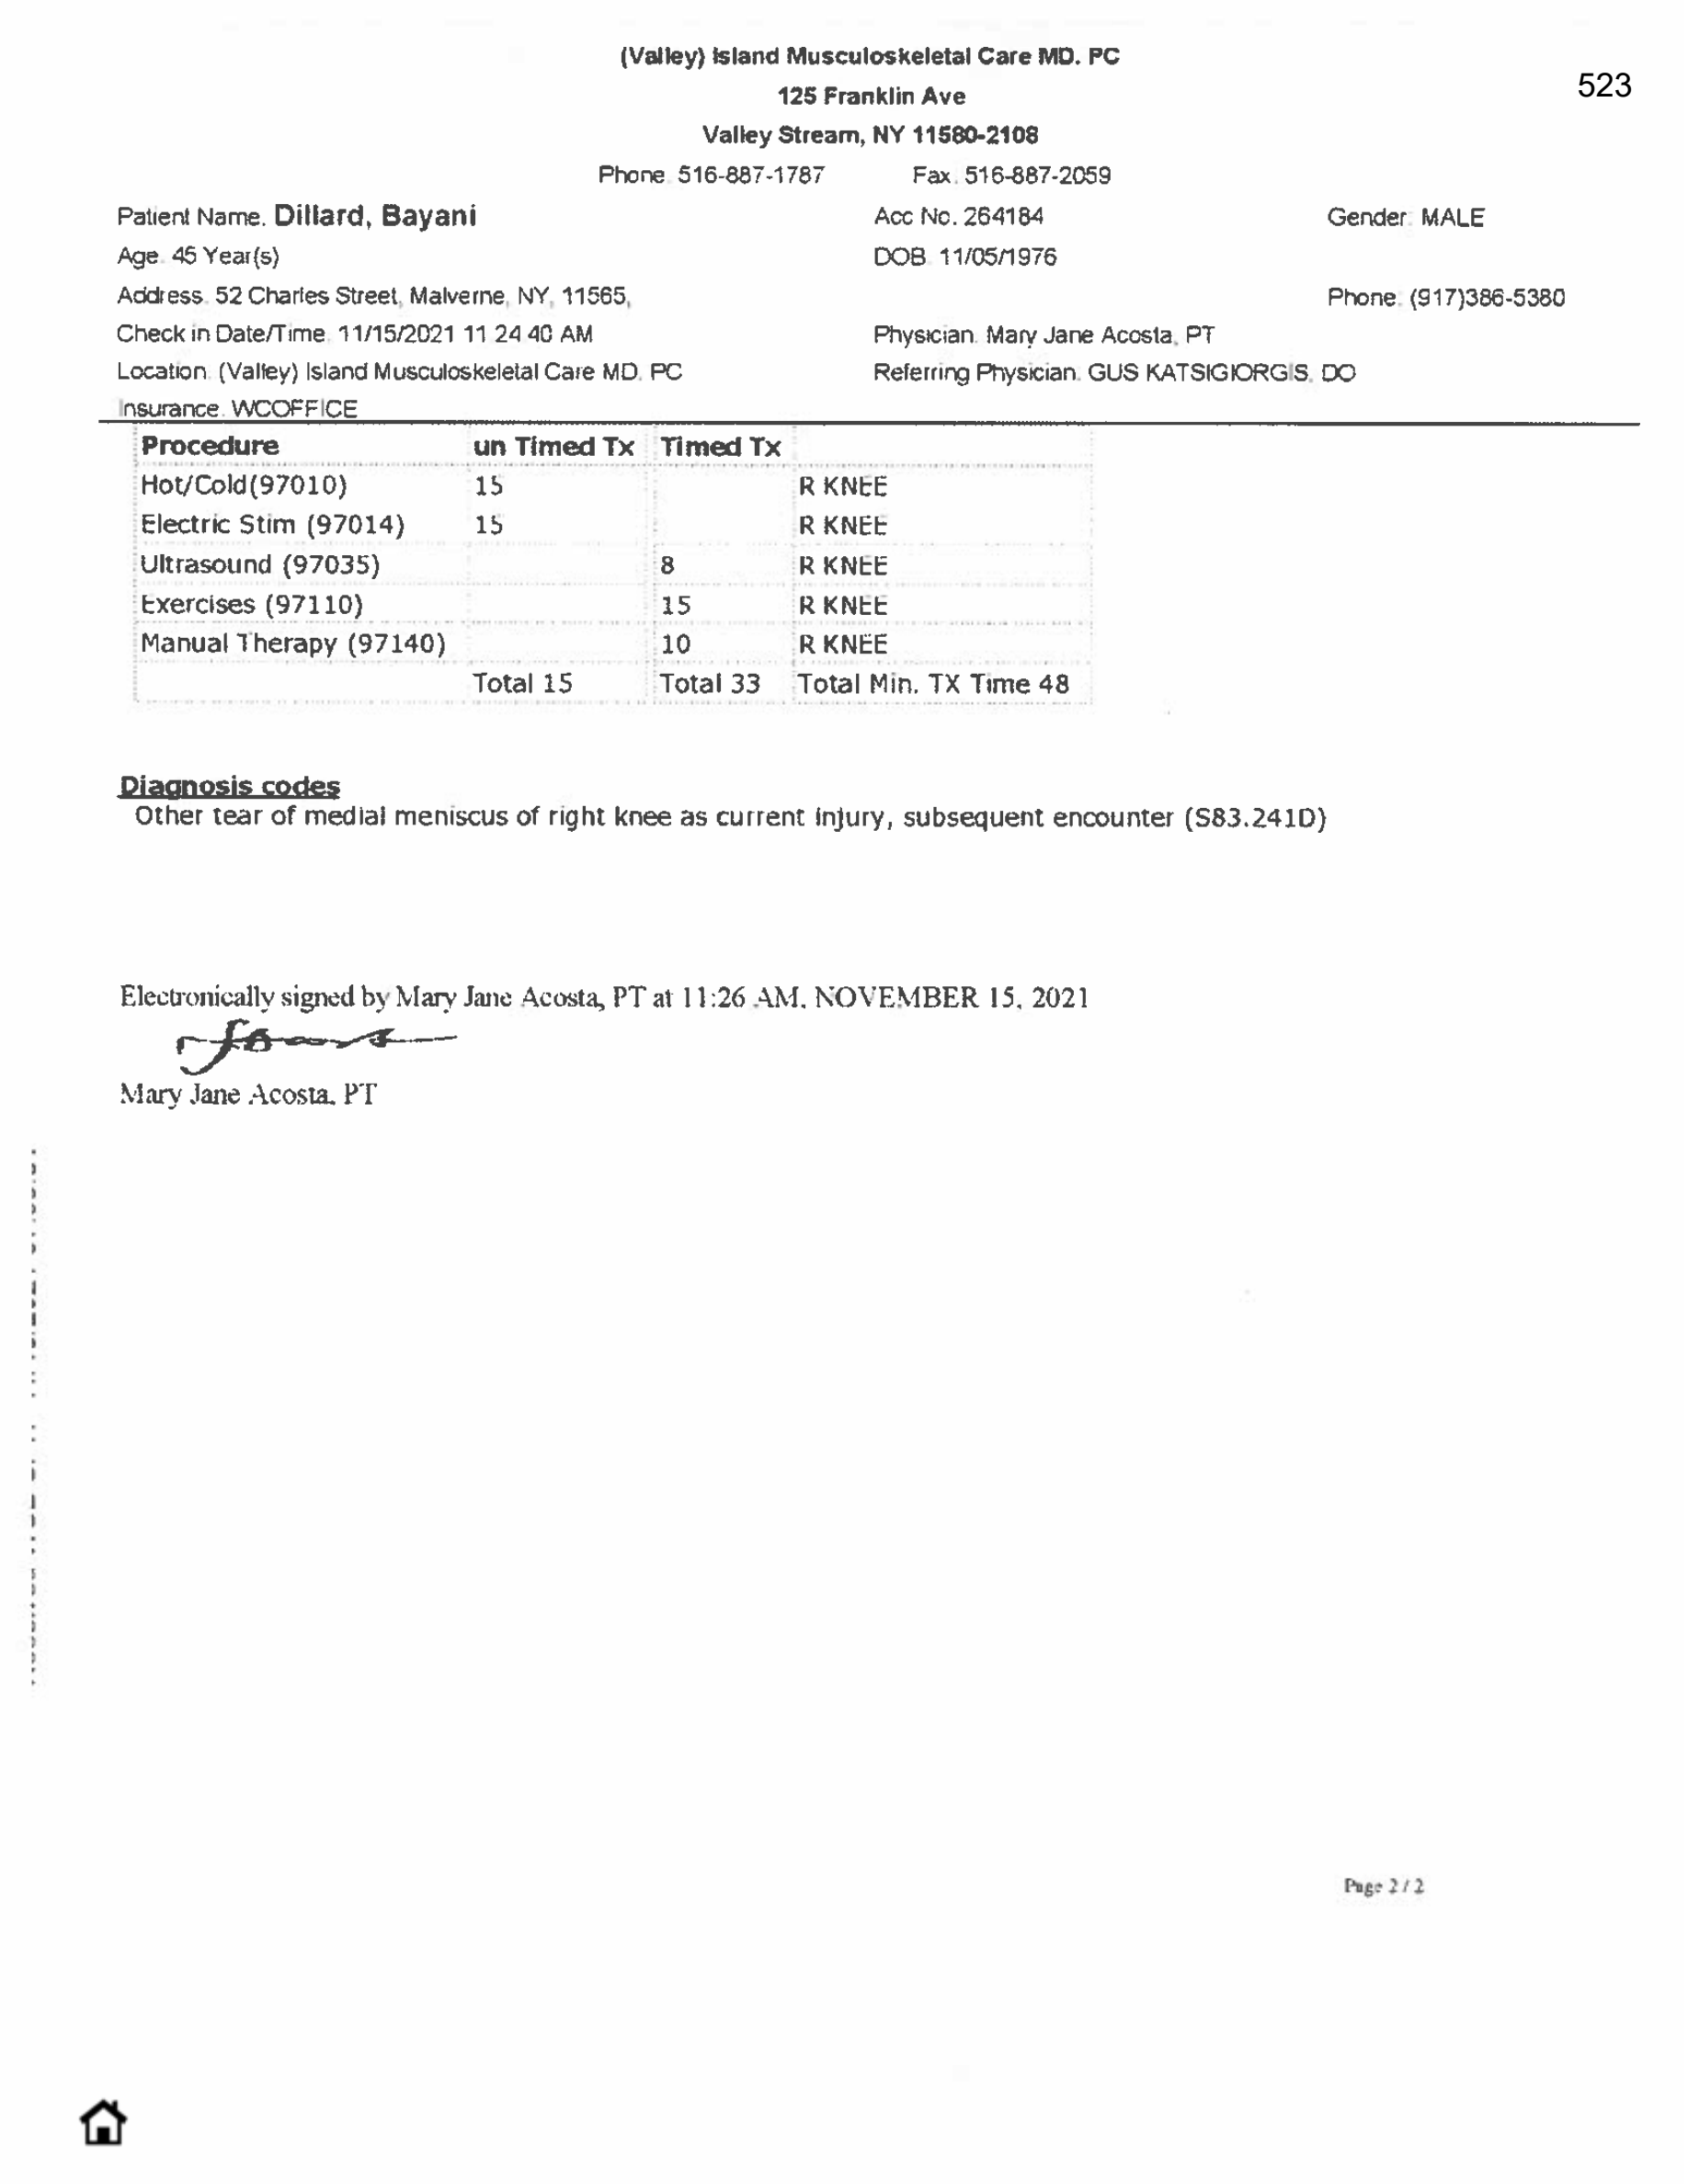 (Valley) Island Musculoskeletal Care MD. PC
523
125 Franklin Ave
Valley Stream, NY 11580-2108
Phone. 516-887-1787 Fax. 516-887-2059
Patient Name. Dillard, Bayani Acc No. 264184 Gender: MALE
Age. 45 Year(s) DOB. 11/05/1976
Address. 52 Charles Street, Malverne, NY, 11565, Phone: (917)386-5380
Check in Date/Time. 11/15/2021 11 24 40 AM Physician. Mary Jane Acosta, PT
Location. (Valley) Island Musculoskeletal Care MD. PC Referring Physician. GUS KATSIGIORGIS, DO
Insurance. WCOFFICE
Procedure un Timed Tx Timed Tx
Hot/Cold(97010) 15 R KNEE
Electric Stim (97014) 15 R KNEE
Ultrasound (97035) 8 R KNEE
Exercises (97110) 15 R KNEE
Manual Therapy (97140) 10 R KNEE
Total 15 Total 33 Total Min. TX Time 48
Diagnosis codes
Other tear of medial meniscus of right knee as current injury, subsequent encounter (S83.241D)
Electronically signed by Mary Jane Acosta, PT at 11:26 AM, NOVEMBER 15, 2021
Mary Jane Acosta, PT
Page 2 / 2